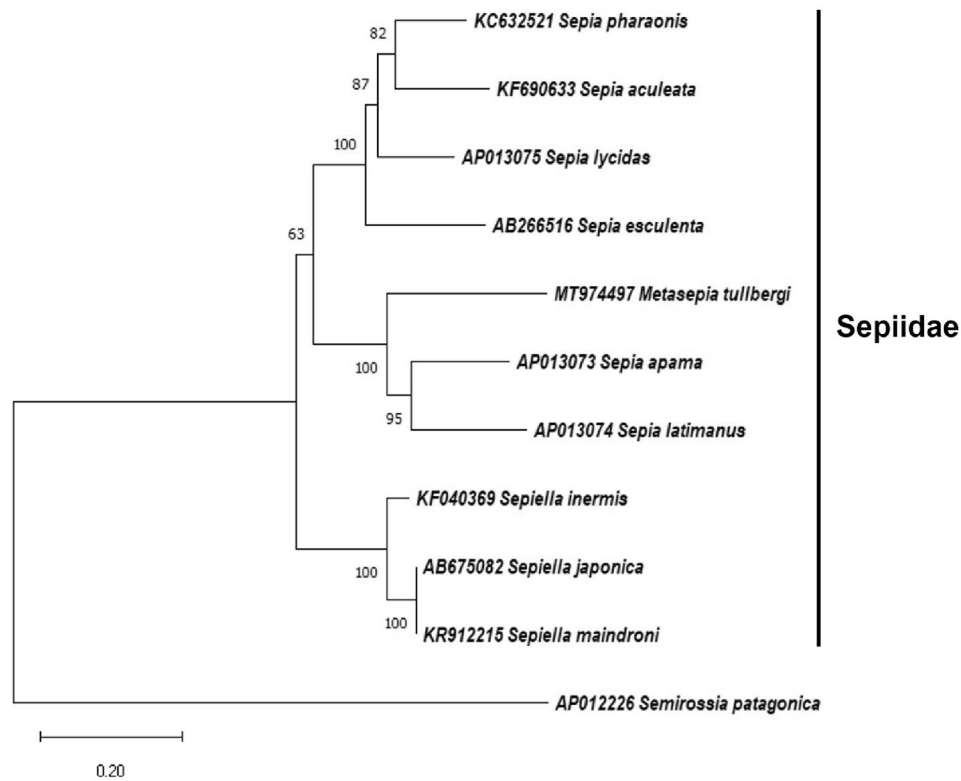 KC632521 Sepia pharaonis
82
KF690633 Sepia aculeata
87
AP013075 Sepia lycidas
100
AB266516 Sepia esculenta
63
MT974497 Metasepia tullbergi
Sepiidae
AP013073 Sepia apama
100
95
AP013074 Sepia latimanus
KF040369 Sepiella inermis
AB675082 Sepiella japonica
100
100
KR912215 Sepiella maindroni
AP012226 Semirossia patagonica
0.20